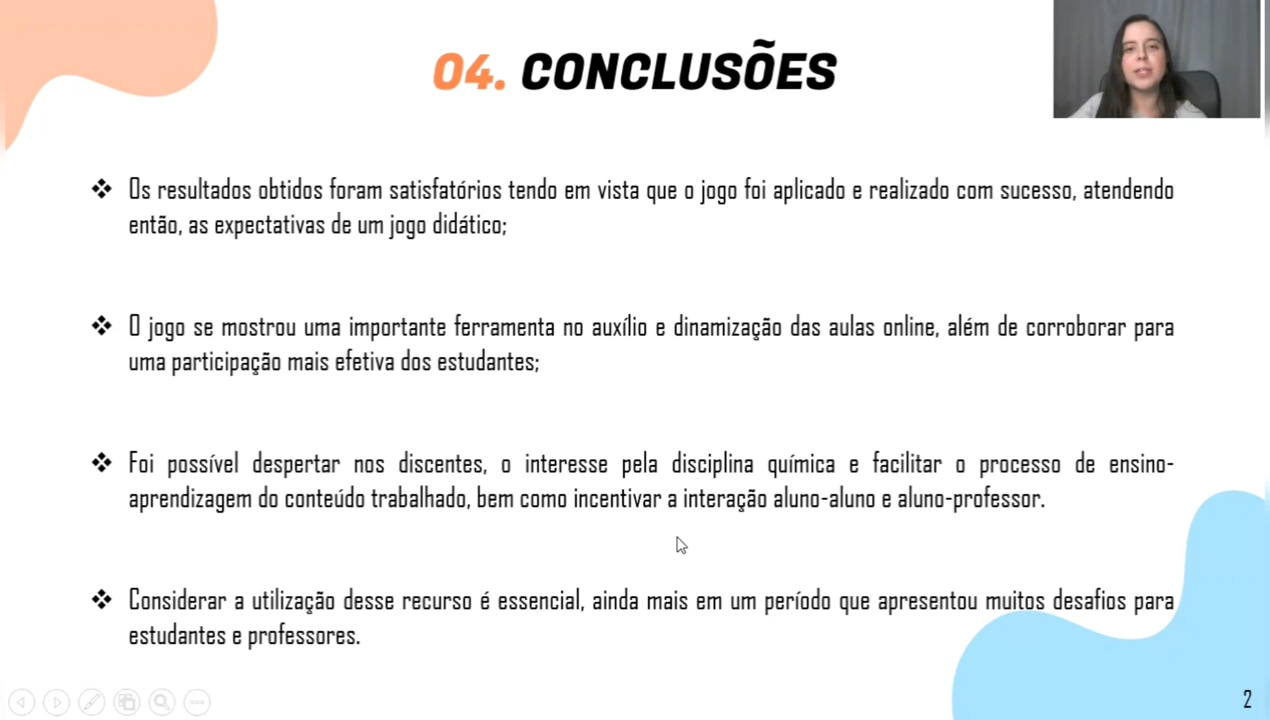 04. CONCLUSÕES
Os resultados obtidos foram satisfatórios tendo em vista que o jogo foi aplicado e realizado com sucesso, atendendo
então, as expectativas de um jogo didático;
O jogo se mostrou uma importante ferramenta no auxílio e dinamização das aulas online, além de corroborar para
uma participação mais efetiva dos estudantes;
Foi possível despertar nos discentes, o interesse pela disciplina química e facilitar o processo de ensino-
aprendizagem do conteúdo trabalhado, bem como incentivar a interação aluno-aluno e aluno-professor.
Considerar a utilização desse recurso é essencial, ainda mais em um período que apresentou muitos desafios para
estudantes e professores.
2